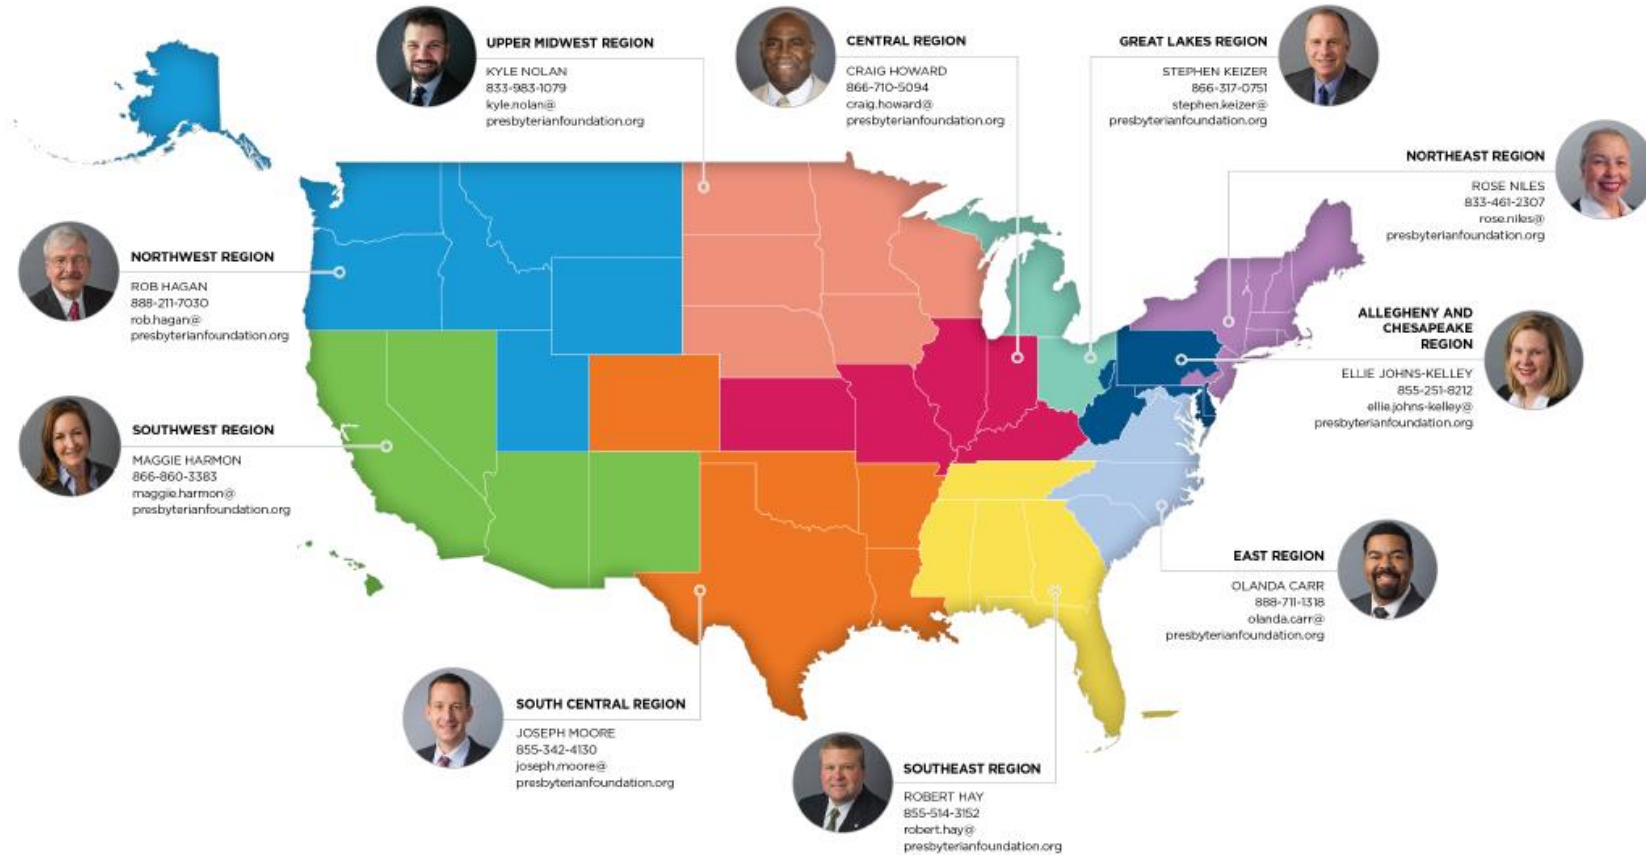 UPPER MIDWEST REGION
KYLE NOLAN
833-983-1079
kyle.nolan@
presbyterianfoundation.org
CENTRAL REGION
CRAIG HOWARD
866-710-5094
craig.howard@
presbyterianfoundation.org
GREAT LAKES REGION
STEPHEN KEIZER
866-317-0751
stephen.keizer@
presbyterianfoundation.org
NORTHEAST REGION
ROSE NILES
833-461-2307
rose.niles@
presbyterianfoundation.org
NORTHWEST REGION
ROB HAGAN
888-211-7030
rob.hagan@
presbyterianfoundation.org
ALLEGHENY AND
CHESAPEAKE
REGION
ELLIE JOHNS-KELLEY
855-251-8212
ellie.johns-kelley@
presbyterianfoundation.org
SOUTHWEST REGION
MAGGIE HARMON
866-860-3383
maggie.harmon@
presbyterianfoundation.org
EAST REGION
OLANDA CARR
888-711-1318
olanda.carr@
presbyterianfoundation.org
SOUTH CENTRAL REGION
JOSEPH MOORE
855-342-4130
joseph.moore@
presbyterianfoundation.org
SOUTHEAST REGION
ROBERT HAY
855-514-3152
robert.hay@
presbyterianfoundation.org